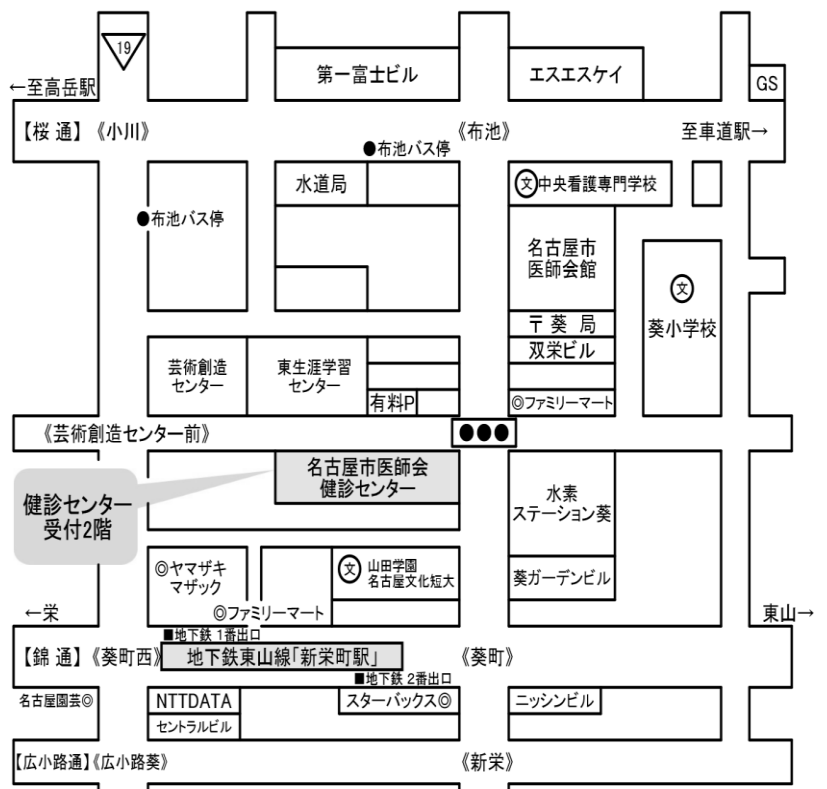 19
第一富士ビル
エスエスケイ
GS
←至高岳駅
【桜 通】《小川》
《布池》
至車道駅→
●布池バス停
水道局
文中央看護専門学校
●布池バス停
名古屋市
医師会館
文
葵小学校
〒葵 局
双栄ビル
芸術創造
センター
東生涯学習
センター
有料P
◎ファミリーマート
《芸術創造センター前》
●●●
名古屋市医師会
健診センター
健診センター
受付2階
水素
ステーション葵
◎ヤマザキ
マザック
文
山田学園
名古屋文化短大
葵ガーデンビル
◎ファミリーマート
←栄
東山→
■地下鉄 1番出口
【錦 通】《葵町西》
地下鉄東山線「新栄町駅」
《葵町》
■地下鉄 2番出口
名古屋園芸◎
NTTDATA
スターバックス◎
ニッシンビル
セントラルビル
【広小路通】《広小路葵》
《新栄》